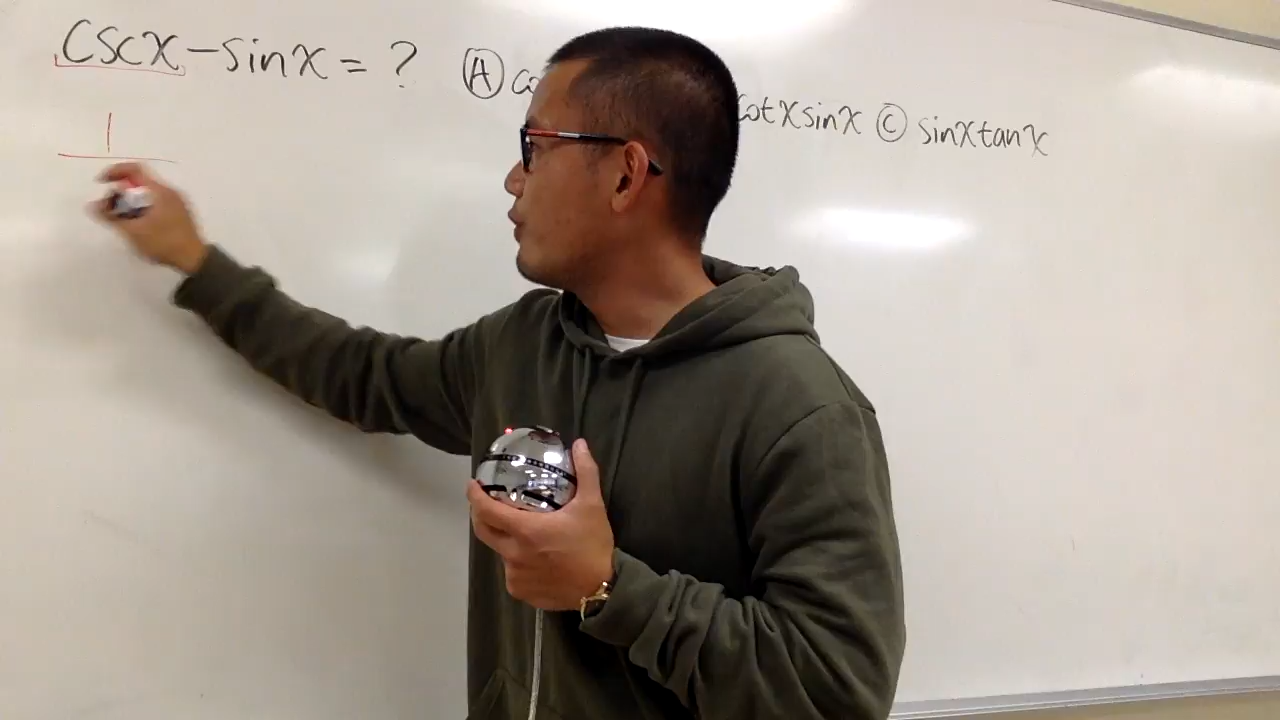 cscx - sinx = ? Ⓐ co
cotxsinx Ⓒ sinxtanx
1